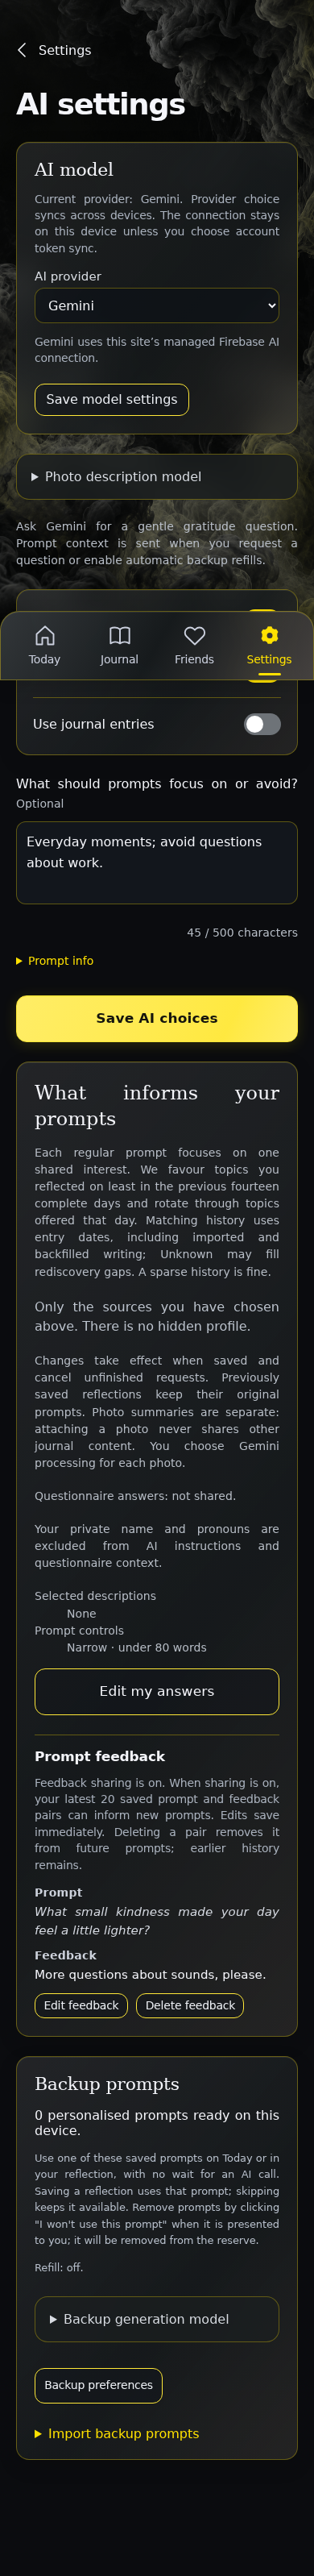 Settings
AI settings
AI model
Current provider: Gemini. Provider choice
syncs across devices. The connection stays
on this device unless you choose account
token sync.
AI provider
Gemini
Gemini uses this site’s managed Firebase AI
connection.
Save model settings
Photo description model
Ask Gemini for a gentle gratitude question.
Prompt context is sent when you request a
question or enable automatic backup refills.
Today
Journal
Friends
Settings
Use journal entries
What should prompts focus on or avoid?
Optional
Everyday moments; avoid questions
about work.
45 / 500 characters
Prompt info
Save AI choices
What informs your
prompts
Each regular prompt focuses on one
shared interest. We favour topics you
reflected on least in the previous fourteen
complete days and rotate through topics
offered that day. Matching history uses
entry dates, including imported and
backfilled writing; Unknown may fill
rediscovery gaps. A sparse history is fine.
Only the sources you have chosen
above. There is no hidden profile.
Changes take effect when saved and
cancel unfinished requests. Previously
saved reflections keep their original
prompts. Photo summaries are separate:
attaching a photo never shares other
journal content. You choose Gemini
processing for each photo.
Questionnaire answers: not shared.
Your private name and pronouns are
excluded from AI instructions and
questionnaire context.
Selected descriptions
None
Prompt controls
Narrow · under 80 words
Edit my answers
Prompt feedback
Feedback sharing is on. When sharing is on,
your latest 20 saved prompt and feedback
pairs can inform new prompts. Edits save
immediately. Deleting a pair removes it
from future prompts; earlier history
remains.
Prompt
What small kindness made your day
feel a little lighter?
Feedback
More questions about sounds, please.
Edit feedback
Delete feedback
Backup prompts
0 personalised prompts ready on this
device.
Use one of these saved prompts on Today or in
your reflection, with no wait for an AI call.
Saving a reflection uses that prompt; skipping
keeps it available. Remove prompts by clicking
"I won't use this prompt" when it is presented
to you; it will be removed from the reserve.
Refill: off.
Backup generation model
Backup preferences
Import backup prompts